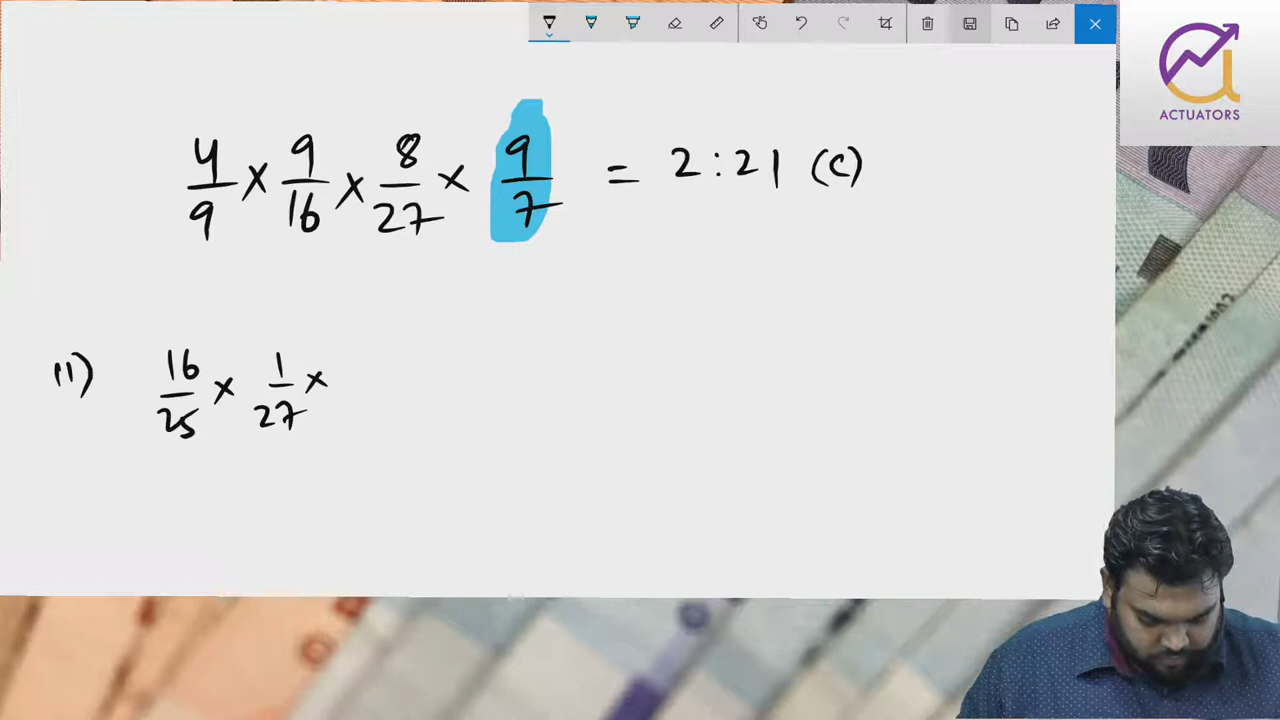 ACTUATORS
4/9 × 9/16 × 8/27 × 9/7 = 2:21 (C)
11) 16/25 × 1/27 ×